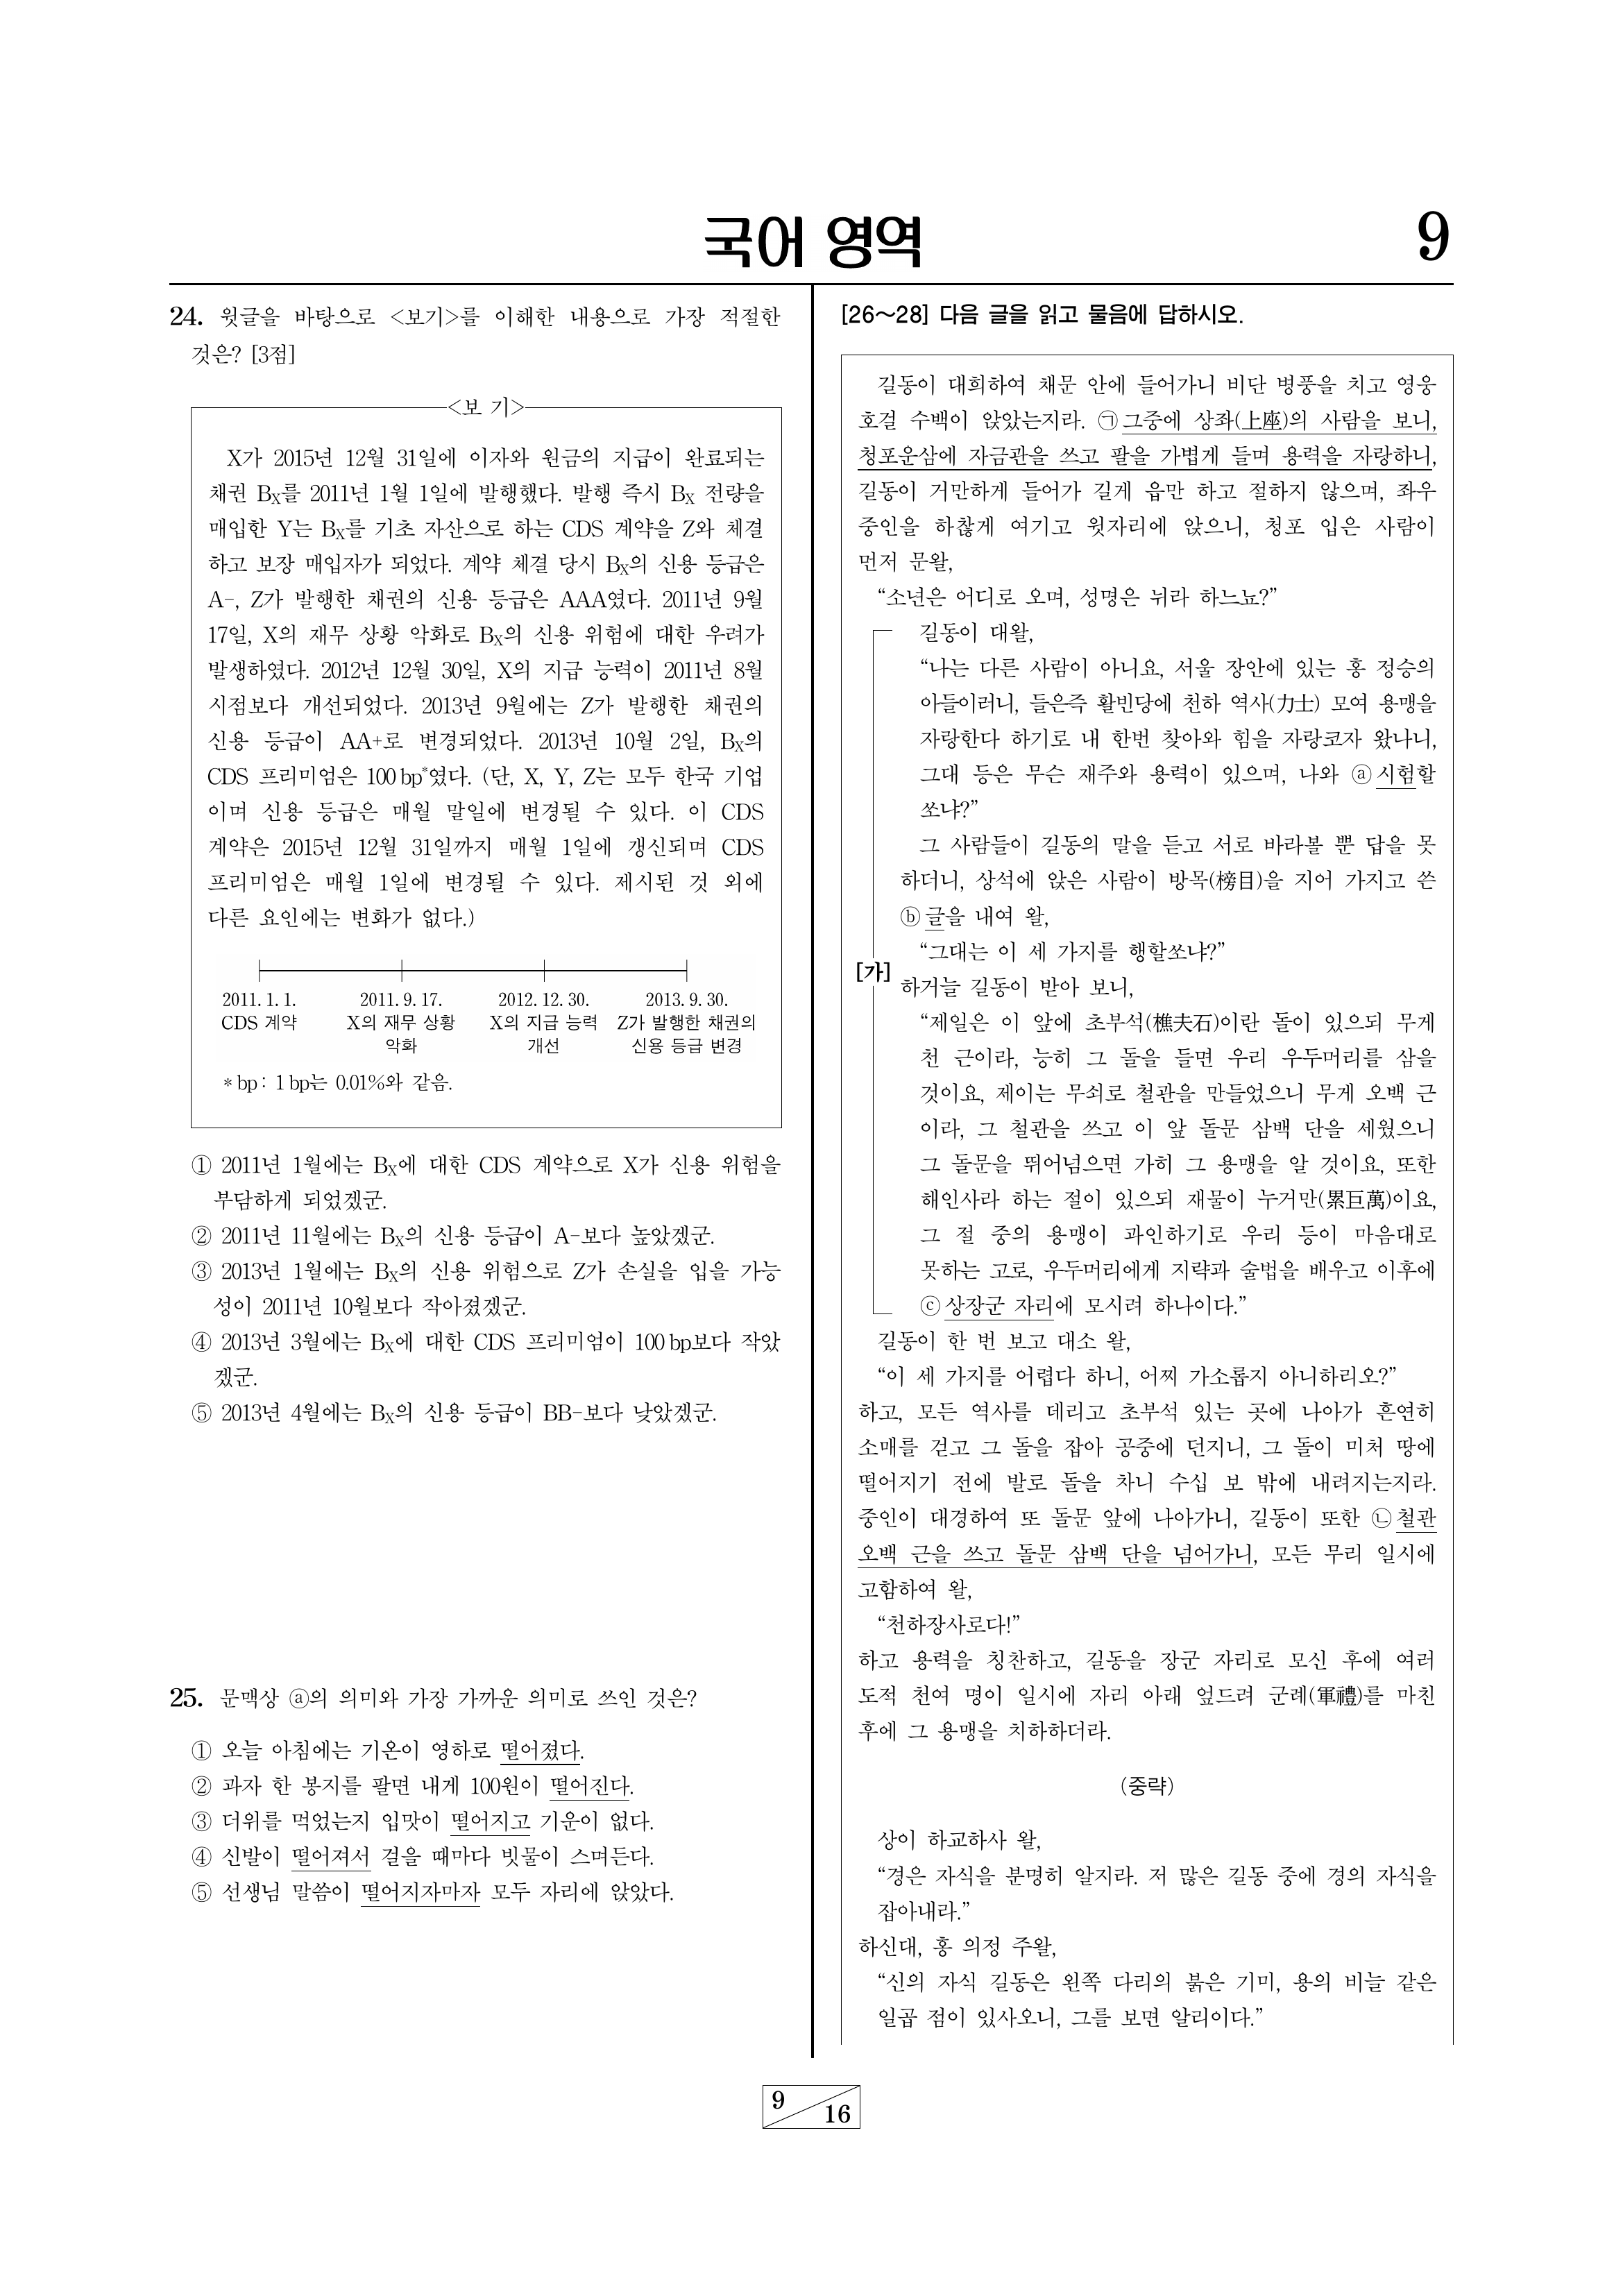 국어 영역
9
24. 윗글을 바탕으로 <보기>를 이해한 내용으로 가장 적절한
것은? [3점]
<보 기>
X가 2015년 12월 31일에 이자와 원금의 지급이 완료되는
채권 BX를 2011년 1월 1일에 발행했다. 발행 즉시 BX 전량을
매입한 Y는 BX를 기초 자산으로 하는 CDS 계약을 Z와 체결
하고 보장 매입자가 되었다. 계약 체결 당시 BX의 신용 등급은
A-, Z가 발행한 채권의 신용 등급은 AAA였다. 2011년 9월
17일, X의 재무 상황 악화로 BX의 신용 위험에 대한 우려가
발생하였다. 2012년 12월 30일, X의 지급 능력이 2011년 8월
시점보다 개선되었다. 2013년 9월에는 Z가 발행한 채권의
신용 등급이 AA+로 변경되었다. 2013년 10월 2일, BX의
CDS 프리미엄은 100 bp*였다. (단, X, Y, Z는 모두 한국 기업
이며 신용 등급은 매월 말일에 변경될 수 있다. 이 CDS
계약은 2015년 12월 31일까지 매월 1일에 갱신되며 CDS
프리미엄은 매월 1일에 변경될 수 있다. 제시된 것 외에
다른 요인에는 변화가 없다.)
2011. 1. 1. 2011. 9. 17. 2012. 12. 30. 2013. 9. 30.
CDS 계약 X의 재무 상황 X의 지급 능력 Z가 발행한 채권의
악화 개선 신용 등급 변경
* bp : 1 bp는 0.01%와 같음.
① 2011년 1월에는 BX에 대한 CDS 계약으로 X가 신용 위험을
부담하게 되었겠군.
② 2011년 11월에는 BX의 신용 등급이 A-보다 높았겠군.
③ 2013년 1월에는 BX의 신용 위험으로 Z가 손실을 입을 가능
성이 2011년 10월보다 작아졌겠군.
④ 2013년 3월에는 BX에 대한 CDS 프리미엄이 100 bp보다 작았
겠군.
⑤ 2013년 4월에는 BX의 신용 등급이 BB-보다 낮았겠군.
25. 문맥상 ⓐ의 의미와 가장 가까운 의미로 쓰인 것은?
① 오늘 아침에는 기온이 영하로 떨어졌다.
② 과자 한 봉지를 팔면 내게 100원이 떨어진다.
③ 더위를 먹었는지 입맛이 떨어지고 기운이 없다.
④ 신발이 떨어져서 걸을 때마다 빗물이 스며든다.
⑤ 선생님 말씀이 떨어지자마자 모두 자리에 앉았다.
[26～28] 다음 글을 읽고 물음에 답하시오.
길동이 대희하여 채문 안에 들어가니 비단 병풍을 치고 영웅
호걸 수백이 앉았는지라. ㉠그중에 상좌(上座)의 사람을 보니,
청포운삼에 자금관을 쓰고 팔을 가볍게 들며 용력을 자랑하니,
길동이 거만하게 들어가 길게 읍만 하고 절하지 않으며, 좌우
중인을 하찮게 여기고 윗자리에 앉으니, 청포 입은 사람이
먼저 문왈,
“소년은 어디로 오며, 성명은 뉘라 하느뇨?”
길동이 대왈,
“나는 다른 사람이 아니요, 서울 장안에 있는 홍 정승의
아들이러니, 들은즉 활빈당에 천하 역사(力士) 모여 용맹을
자랑한다 하기로 내 한번 찾아와 힘을 자랑코자 왔나니,
그대 등은 무슨 재주와 용력이 있으며, 나와 ⓐ시험할
쏘냐?”
그 사람들이 길동의 말을 듣고 서로 바라볼 뿐 답을 못
하더니, 상석에 앉은 사람이 방목(榜目)을 지어 가지고 쓴
ⓑ글을 내여 왈,
“그대는 이 세 가지를 행할쏘냐?”
[가]
하거늘 길동이 받아 보니,
“제일은 이 앞에 초부석(樵夫石)이란 돌이 있으되 무게
천 근이라, 능히 그 돌을 들면 우리 우두머리를 삼을
것이요, 제이는 무쇠로 철관을 만들었으니 무게 오백 근
이라, 그 철관을 쓰고 이 앞 돌문 삼백 단을 세웠으니
그 돌문을 뛰어넘으면 가히 그 용맹을 알 것이요, 또한
해인사라 하는 절이 있으되 재물이 누거만(累巨萬)이요,
그 절 중의 용맹이 과인하기로 우리 등이 마음대로
못하는 고로, 우두머리에게 지략과 술법을 배우고 이후에
ⓒ상장군 자리에 모시려 하나이다.”
길동이 한 번 보고 대소 왈,
“이 세 가지를 어렵다 하니, 어찌 가소롭지 아니하리오?”
하고, 모든 역사를 데리고 초부석 있는 곳에 나아가 흔연히
소매를 걷고 그 돌을 잡아 공중에 던지니, 그 돌이 미처 땅에
떨어지기 전에 발로 돌을 차니 수십 보 밖에 내려지는지라.
중인이 대경하여 또 돌문 앞에 나아가니, 길동이 또한 ㉡철관
오백 근을 쓰고 돌문 삼백 단을 넘어가니, 모든 무리 일시에
고함하여 왈,
“천하장사로다!”
하고 용력을 칭찬하고, 길동을 장군 자리로 모신 후에 여러
도적 천여 명이 일시에 자리 아래 엎드려 군례(軍禮)를 마친
후에 그 용맹을 치하하더라.
(중략)
상이 하교하사 왈,
“경은 자식을 분명히 알지라. 저 많은 길동 중에 경의 자식을
잡아내라.”
하신대, 홍 의정 주왈,
“신의 자식 길동은 왼쪽 다리의 붉은 기미, 용의 비늘 같은
일곱 점이 있사오니, 그를 보면 알리이다.”
9
16